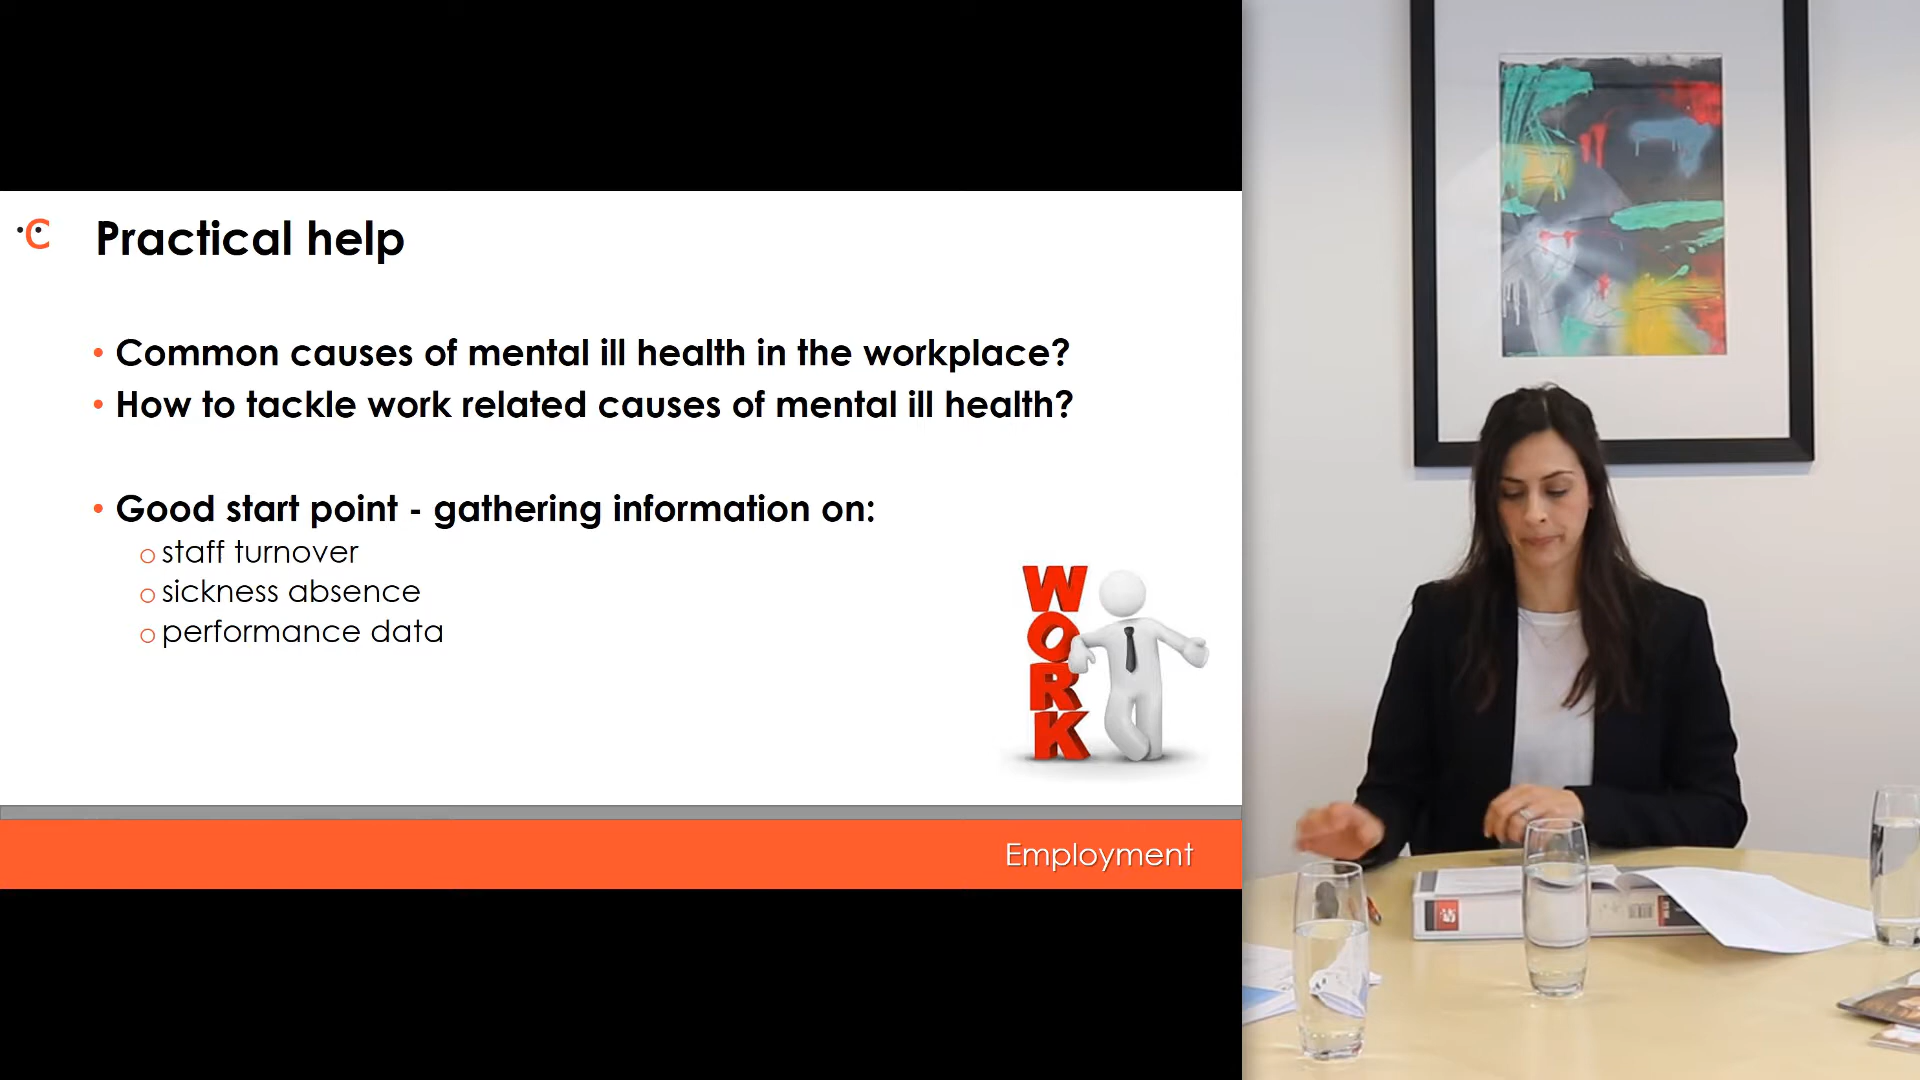 C
Practical help
• Common causes of mental ill health in the workplace?
• How to tackle work related causes of mental ill health?
• Good start point - gathering information on:
o staff turnover
o sickness absence
o performance data
WORK
Employment